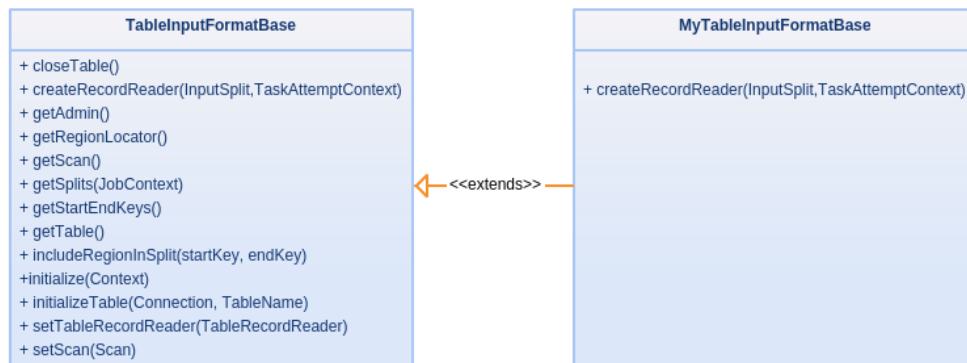 TableInputFormatBase
+ closeTable()
+ createRecordReader(InputSplit,TaskAttemptContext)
+ getAdmin()
+ getRegionLocator()
+ getScan()
+ getSplits(JobContext)
+ getStartEndKeys()
+ getTable()
+ includeRegionInSplit(startKey, endKey)
+initialize(Context)
+ initializeTable(Connection, TableName)
+ setTableRecordReader(TableRecordReader)
+ setScan(Scan)
<<extends>>
MyTableInputFormatBase
+ createRecordReader(InputSplit,TaskAttemptContext)